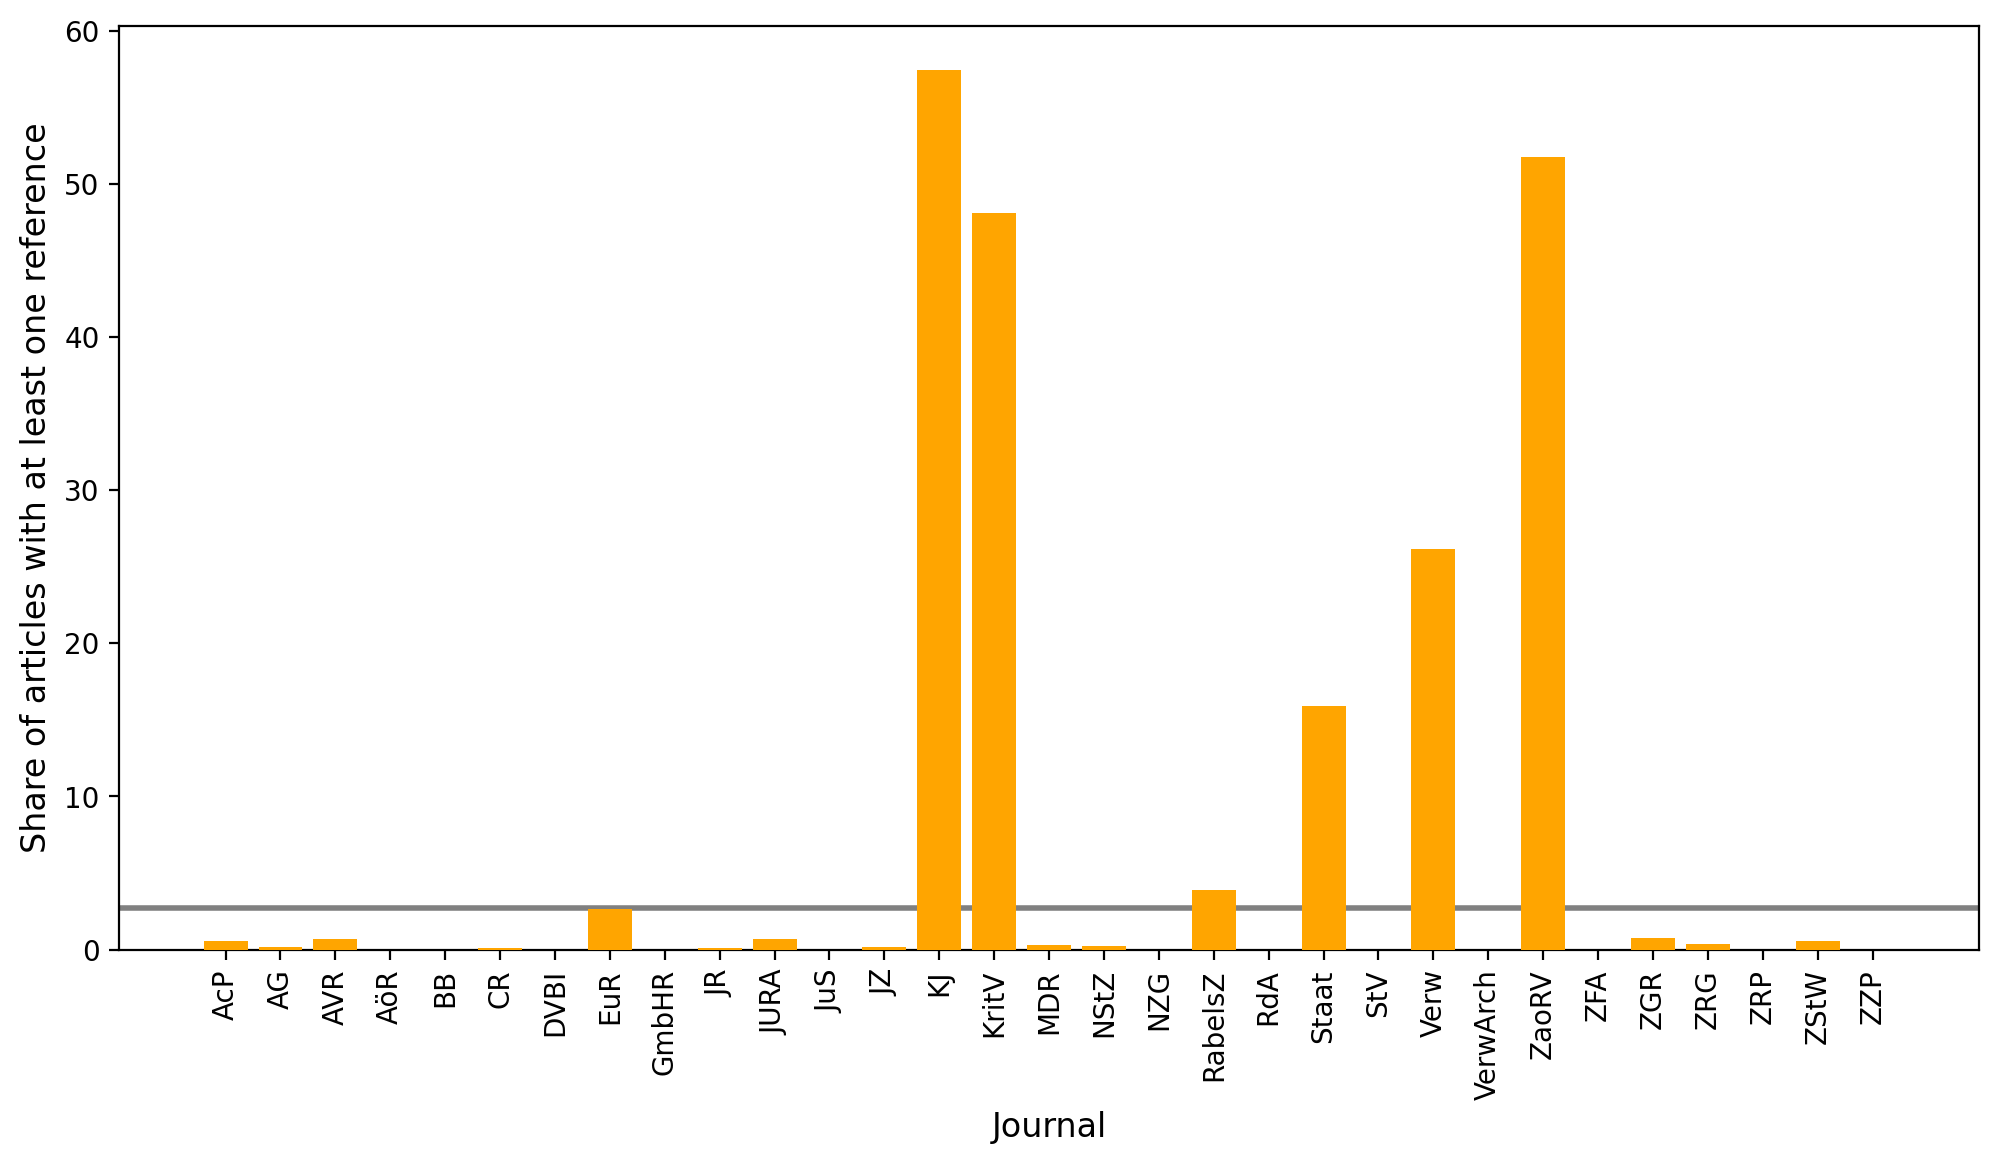 Share of articles with at least one reference
60
50
40
30
20
10
0
AcP
AG
AVR
AöR
BB
CR
DVBl
EuR
GmbHR
JR
JURA
JuS
JZ
KJ
KritV
MDR
NStZ
NZG
RabelsZ
RdA
Staat
StV
Verw
VerwArch
ZaoRV
ZFA
ZGR
ZRG
ZRP
ZStW
ZZP
Journal